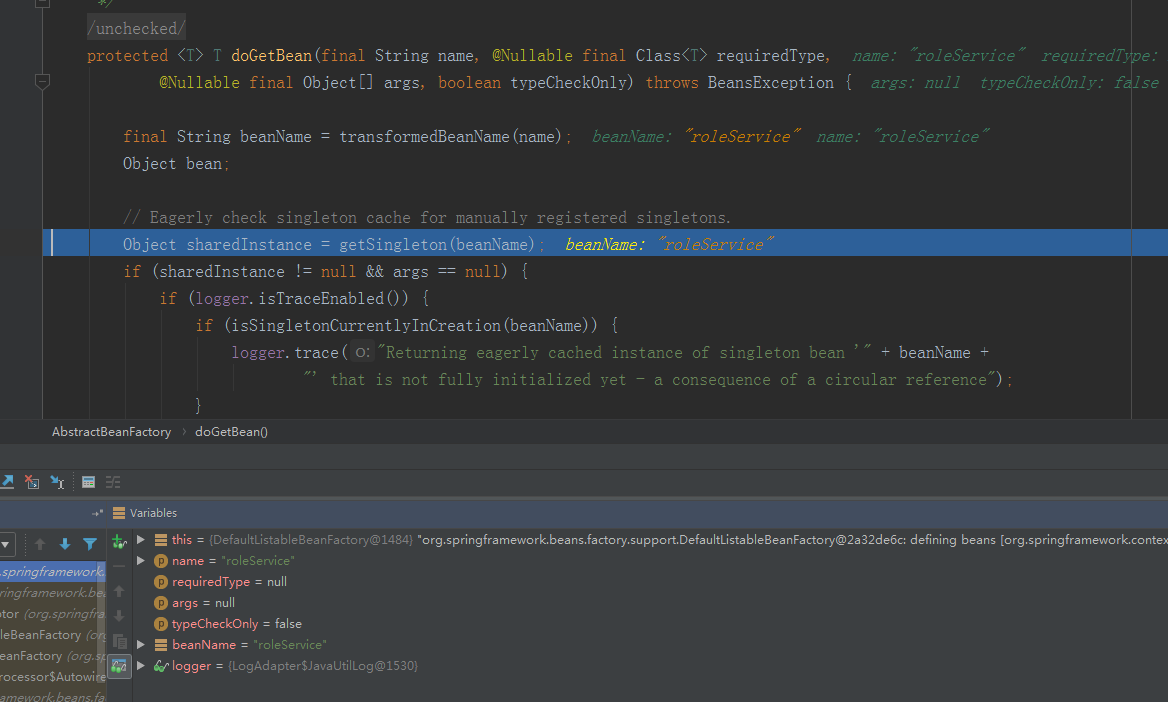 */
/unchecked/
protected <T> T doGetBean(final String name, @Nullable final Class<T> requiredType,  name: "roleService"  requiredType:
@Nullable final Object[] args, boolean typeCheckOnly) throws BeansException {  args: null  typeCheckOnly: false
final String beanName = transformedBeanName(name);  beanName: "roleService"  name: "roleService"
Object bean;
// Eagerly check singleton cache for manually registered singletons.
Object sharedInstance = getSingleton(beanName);  beanName: "roleService"
if (sharedInstance != null && args == null) {
if (logger.isTraceEnabled()) {
if (isSingletonCurrentlyInCreation(beanName)) {
logger.trace( o: "Returning eagerly cached instance of singleton bean '" + beanName +
"' that is not fully initialized yet - a consequence of a circular reference");
}
AbstractBeanFactory › doGetBean()
Variables
this = {DefaultListableBeanFactory@1484} "org.springframework.beans.factory.support.DefaultListableBeanFactory@2a32de6c: defining beans [org.springframework.contex
name = "roleService"
requiredType = null
args = null
typeCheckOnly = false
beanName = "roleService"
logger = {LogAdapter$JavaUtilLog@1530}
.springframework.
ringframework.bea
otor (org.springfra
leBeanFactory (org
eanFactory (org.sp
rocessor$Autowire
amework.beans.fa